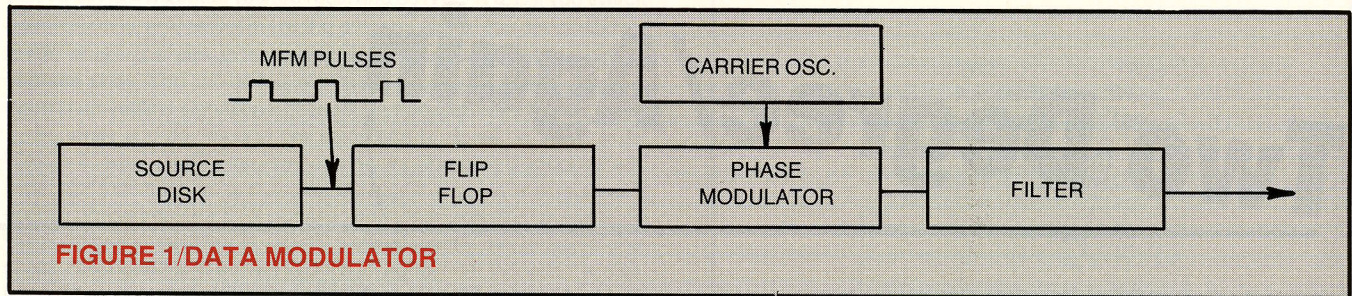 MFM PULSES
CARRIER OSC.
SOURCE
DISK
FLIP
FLOP
PHASE
MODULATOR
FILTER
FIGURE 1/DATA MODULATOR